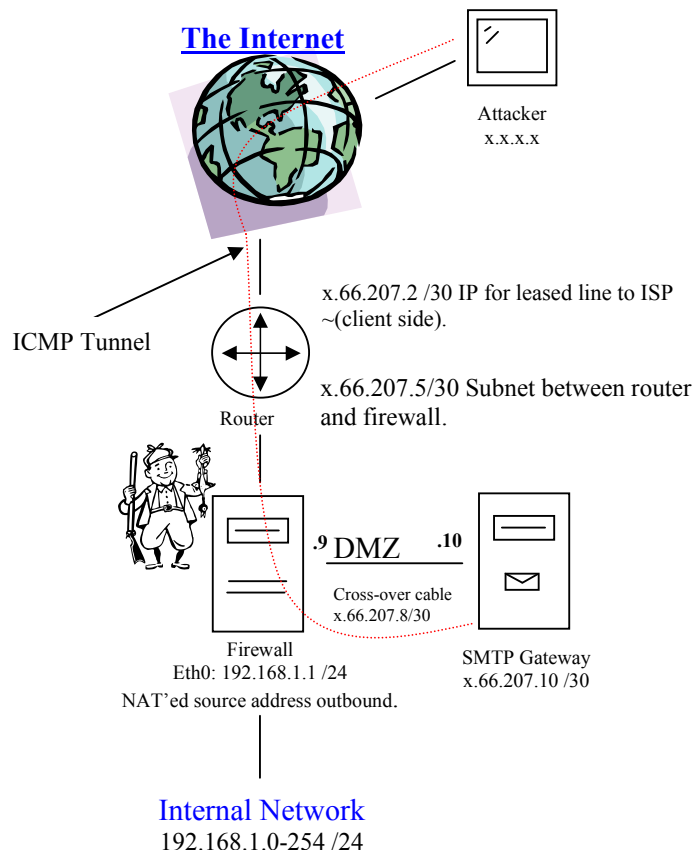 The Internet
Attacker
x.x.x.x
x.66.207.2 /30 IP for leased line to ISP
~(client side).
ICMP Tunnel
x.66.207.5/30 Subnet between router
and firewall.
Router
.9 DMZ .10
Cross-over cable
x.66.207.8/30
Firewall
Eth0: 192.168.1.1 /24
NAT'ed source address outbound.
SMTP Gateway
x.66.207.10 /30
Internal Network
192.168.1.0-254 /24